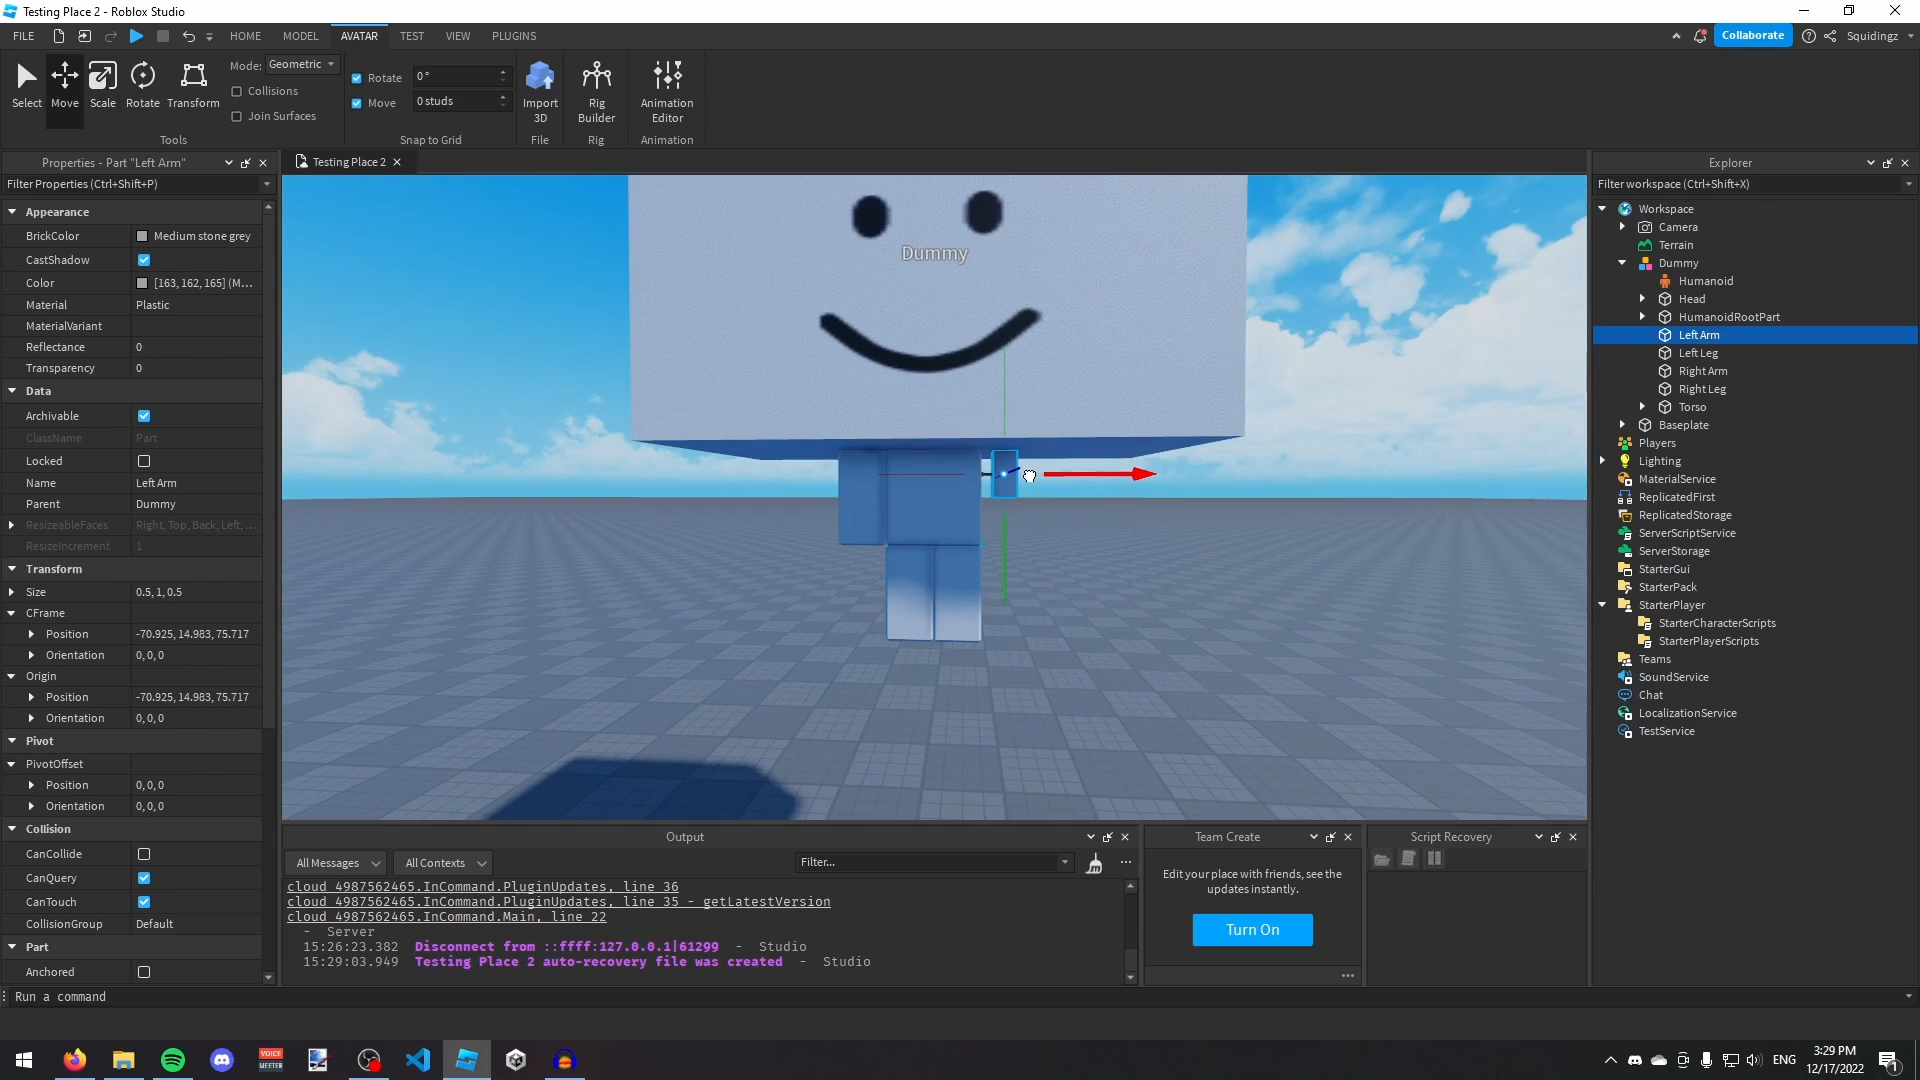 Testing Place 2 - Roblox Studio
FILE
HOME
MODEL
AVATAR
TEST
VIEW
PLUGINS
Collaborate
Squidingz
Select
Move
Scale
Rotate
Transform
Mode:
Geometric
Collisions
Join Surfaces
Tools
Rotate
0 °
Move
0 studs
Snap to Grid
Import
3D
File
Rig
Builder
Rig
Animation
Editor
Animation
Properties - Part "Left Arm"
Filter Properties (Ctrl+Shift+P)
Appearance
BrickColor
Medium stone grey
CastShadow
Color
[163, 162, 165] (M...
Material
Plastic
MaterialVariant
Reflectance
0
Transparency
0
Data
Archivable
ClassName
Part
Locked
Name
Left Arm
Parent
Dummy
ResizeableFaces
Right, Top, Back, Left, ...
ResizeIncrement
1
Transform
Size
0.5, 1, 0.5
CFrame
Position
-70.925, 14.983, 75.717
Orientation
0, 0, 0
Origin
Position
-70.925, 14.983, 75.717
Orientation
0, 0, 0
Pivot
PivotOffset
Position
0, 0, 0
Orientation
0, 0, 0
Collision
CanCollide
CanQuery
CanTouch
CollisionGroup
Default
Part
Anchored
Run a command
Testing Place 2
Dummy
Output
All Messages
All Contexts
Filter...
cloud_4987562465.InCommand.PluginUpdates, line 36
cloud_4987562465.InCommand.PluginUpdates, line 35 - getLatestVersion
cloud_4987562465.InCommand.Main, line 22
- Server
15:26:23.382 Disconnect from ::ffff:127.0.0.1|61299 - Studio
15:29:03.949 Testing Place 2 auto-recovery file was created - Studio
Team Create
Edit your place with friends, see the
updates instantly.
Turn On
Script Recovery
Explorer
Filter workspace (Ctrl+Shift+X)
Workspace
Camera
Terrain
Dummy
Humanoid
Head
HumanoidRootPart
Left Arm
Left Leg
Right Arm
Right Leg
Torso
Baseplate
Players
Lighting
MaterialService
ReplicatedFirst
ReplicatedStorage
ServerScriptService
ServerStorage
StarterGui
StarterPack
StarterPlayer
StarterCharacterScripts
StarterPlayerScripts
Teams
SoundService
Chat
LocalizationService
TestService
VOICE
MEETER
ENG
3:29 PM
12/17/2022
1